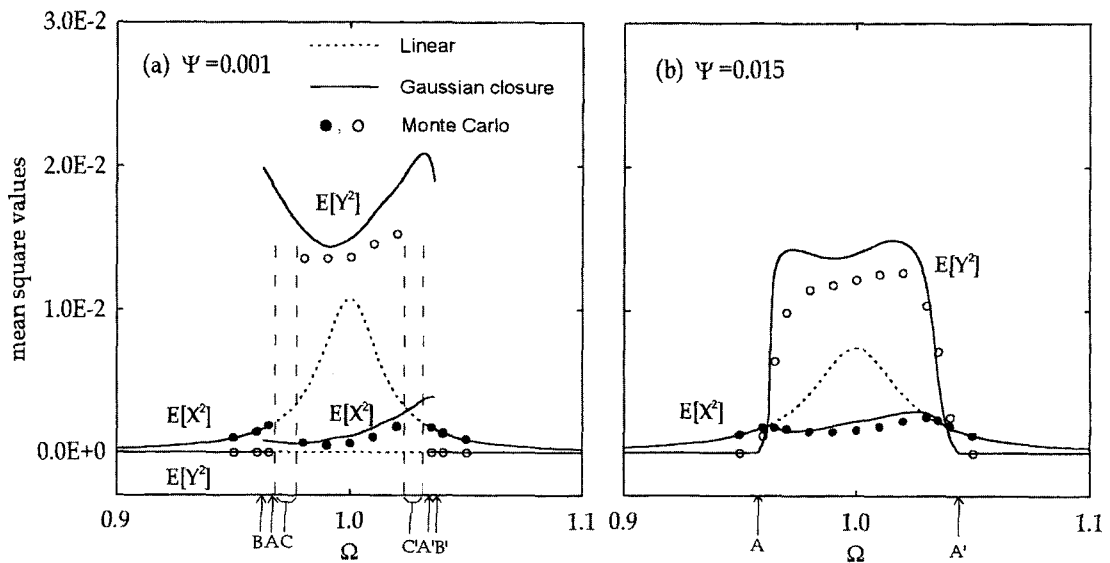 3.0E-2
(a) Ψ =0.001
Linear
Gaussian closure
● , ○ Monte Carlo
2.0E-2
E[Y²]
1.0E-2
E[X²]
E[X²]
0.0E+0
E[Y²]
mean square values
0.9
1.0
1.1
B A C
C' A' B'
Ω
(b) Ψ =0.015
E[Y²]
E[X²]
0.9
1.0
1.1
A
A'
Ω